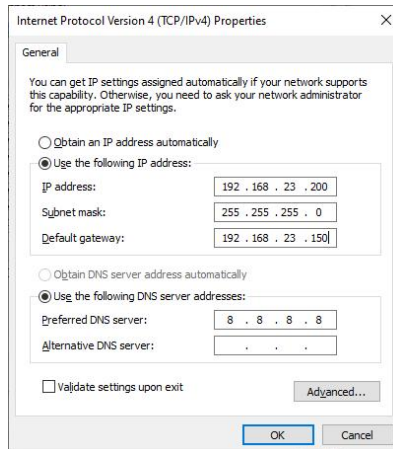 Internet Protocol Version 4 (TCP/IPv4) Properties
General
You can get IP settings assigned automatically if your network supports
this capability. Otherwise, you need to ask your network administrator
for the appropriate IP settings.
Obtain an IP address automatically
Use the following IP address:
IP address: 192 . 168 . 23 . 200
Subnet mask: 255 . 255 . 255 . 0
Default gateway: 192 . 168 . 23 . 150
Obtain DNS server address automatically
Use the following DNS server addresses:
Preferred DNS server: 8 . 8 . 8 . 8
Alternative DNS server: . . .
Validate settings upon exit
Advanced...
OK Cancel